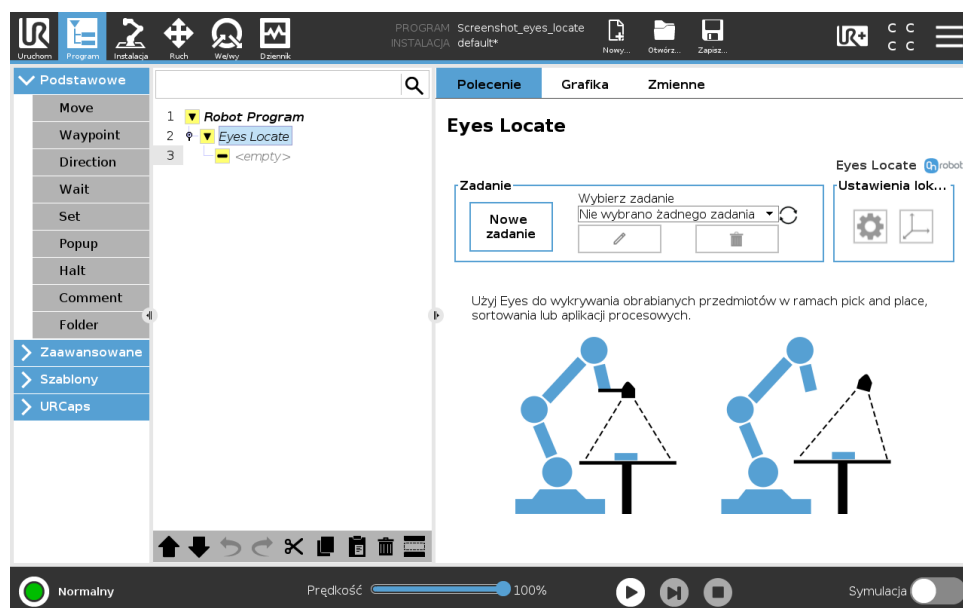 PROGRAM Screenshot_eyes_locate
INSTALACJA default*
Uruchom Program Instalacja Ruch We/wy Dziennik Nowy... Otwórz... Zapisz...
UR+
C C
C C
Podstawowe
Move
Waypoint
Direction
Wait
Set
Popup
Halt
Comment
Folder
Zaawansowane
Szablony
URCaps
1 Robot Program
2 Eyes Locate
3 <empty>
Polecenie Grafika Zmienne
Eyes Locate
Eyes Locate On robot
Zadanie
Nowe
zadanie
Wybierz zadanie
Nie wybrano żadnego zadania
Ustawienia lok...
Użyj Eyes do wykrywania obrabianych przedmiotów w ramach pick and place,
sortowania lub aplikacji procesowych.
Normalny
Prędkość 100%
Symulacja